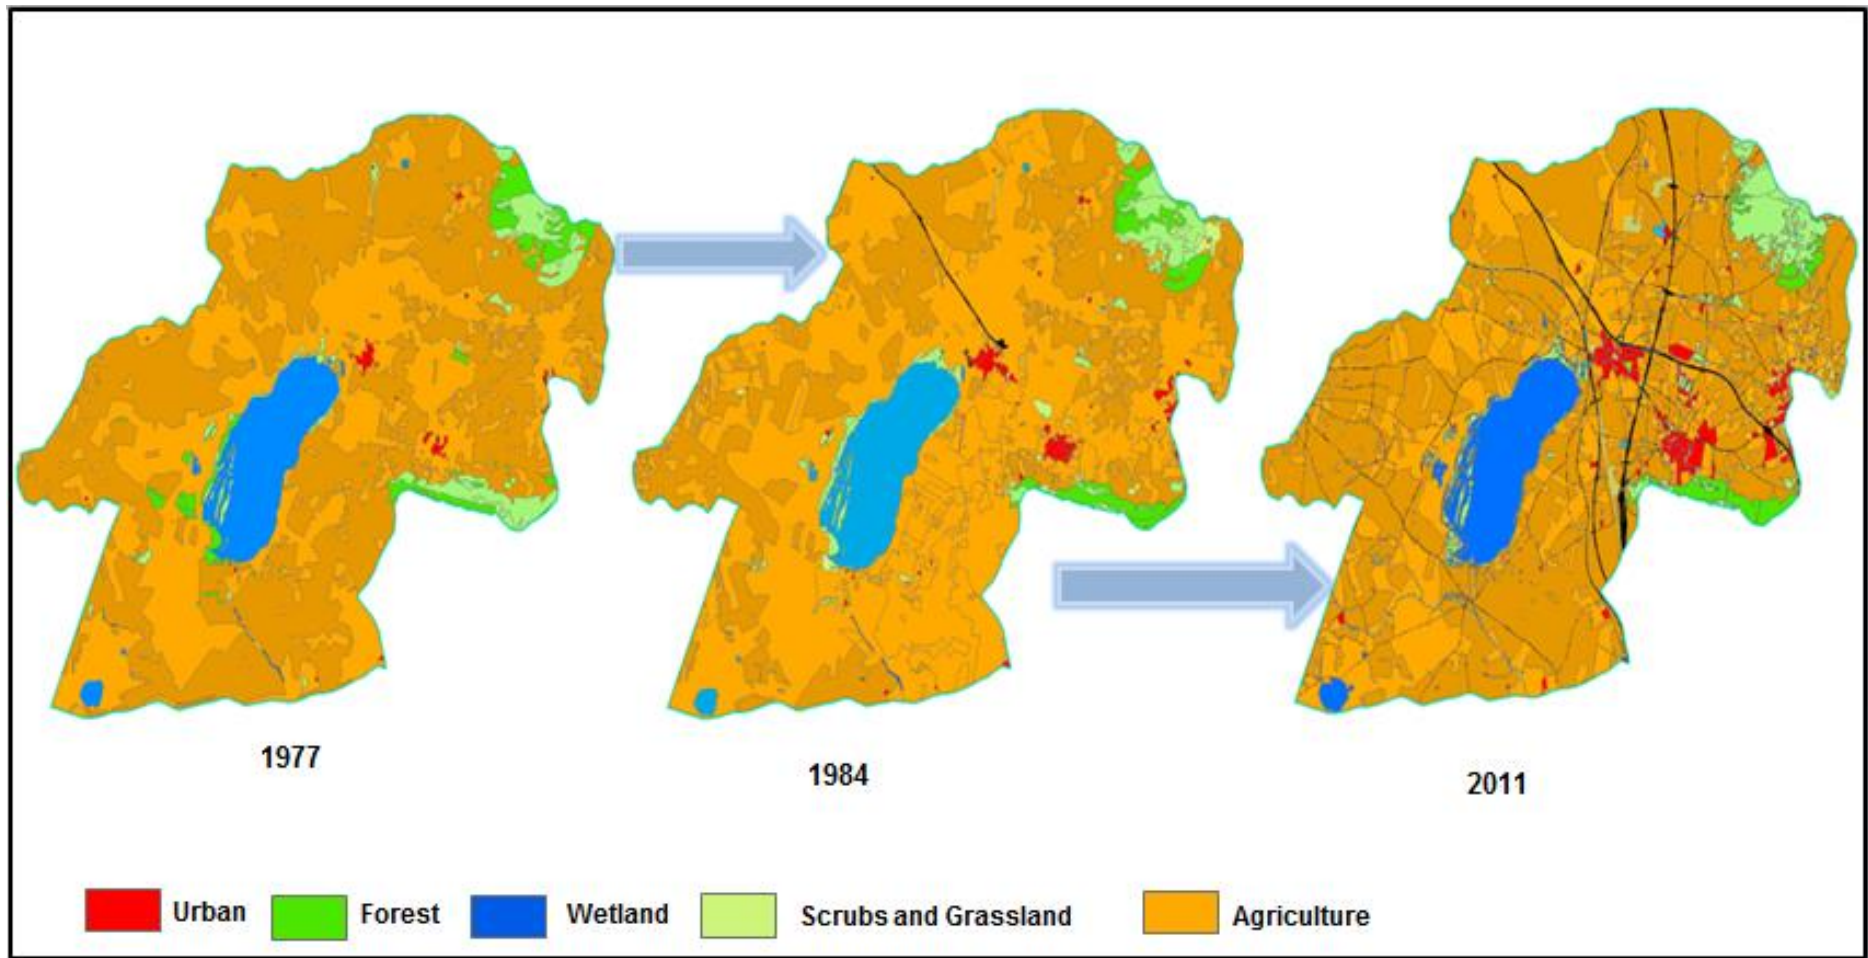 1977
1984
2011
Urban
Forest
Wetland
Scrubs and Grassland
Agriculture